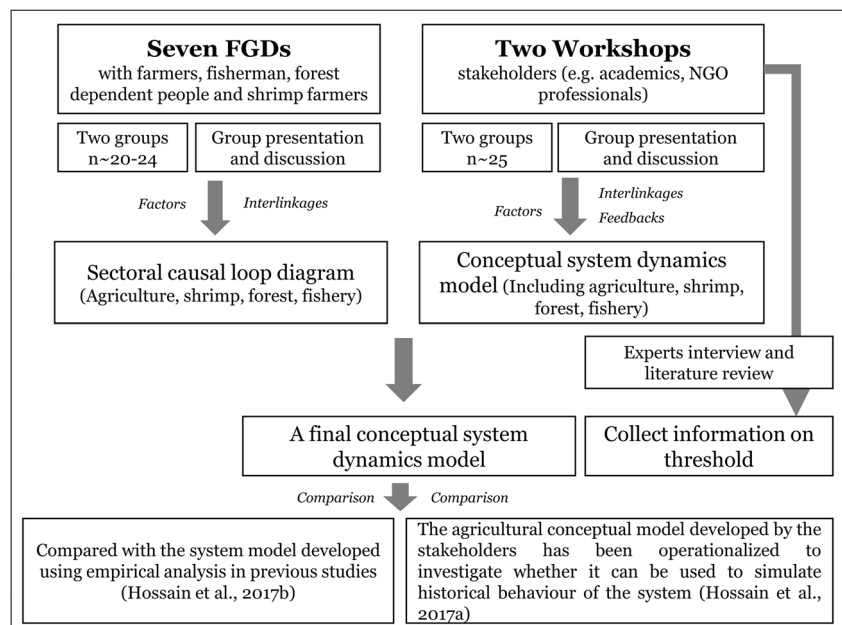 Seven FGDs
with farmers, fisherman, forest
dependent people and shrimp farmers
Two groups
n~20-24
Group presentation
and discussion
Factors
Interlinkages
Sectoral causal loop diagram
(Agriculture, shrimp, forest, fishery)
Two Workshops
stakeholders (e.g. academics, NGO
professionals)
Two groups
n~25
Group presentation
and discussion
Factors
Interlinkages
Feedbacks
Conceptual system dynamics
model (Including agriculture, shrimp,
forest, fishery)
Experts interview and
literature review
Collect information on
threshold
A final conceptual system
dynamics model
Comparison
Comparison
Compared with the system model developed
using empirical analysis in previous studies
(Hossain et al., 2017b)
The agricultural conceptual model developed by the
stakeholders has been operationalized to
investigate whether it can be used to simulate
historical behaviour of the system (Hossain et al.,
2017a)